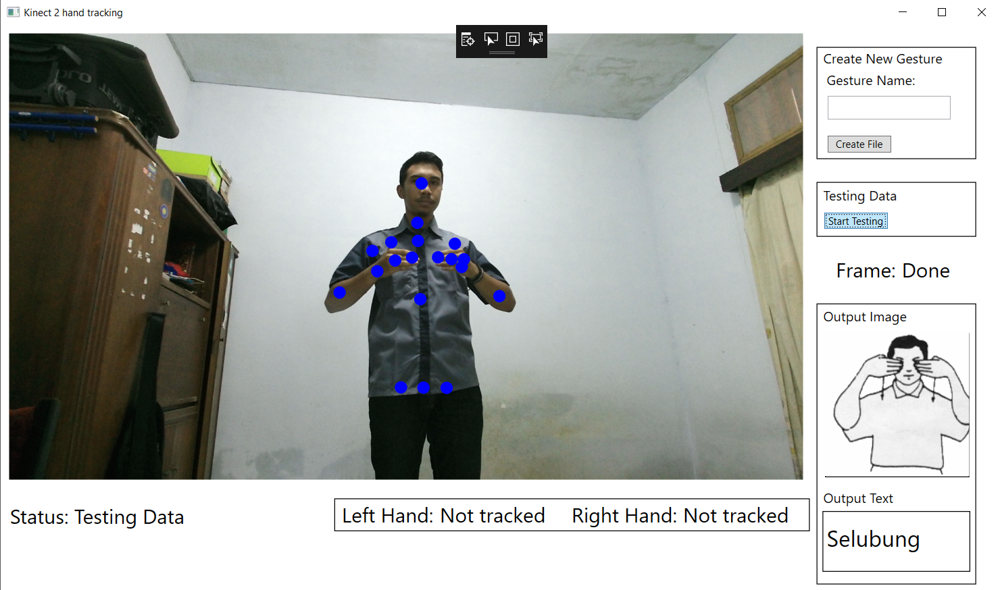 Kinect 2 hand tracking
Create New Gesture
Gesture Name:
Create File
Testing Data
Start Testing
Frame: Done
Output Image
Output Text
Selubung
Status: Testing Data
Left Hand: Not tracked
Right Hand: Not tracked